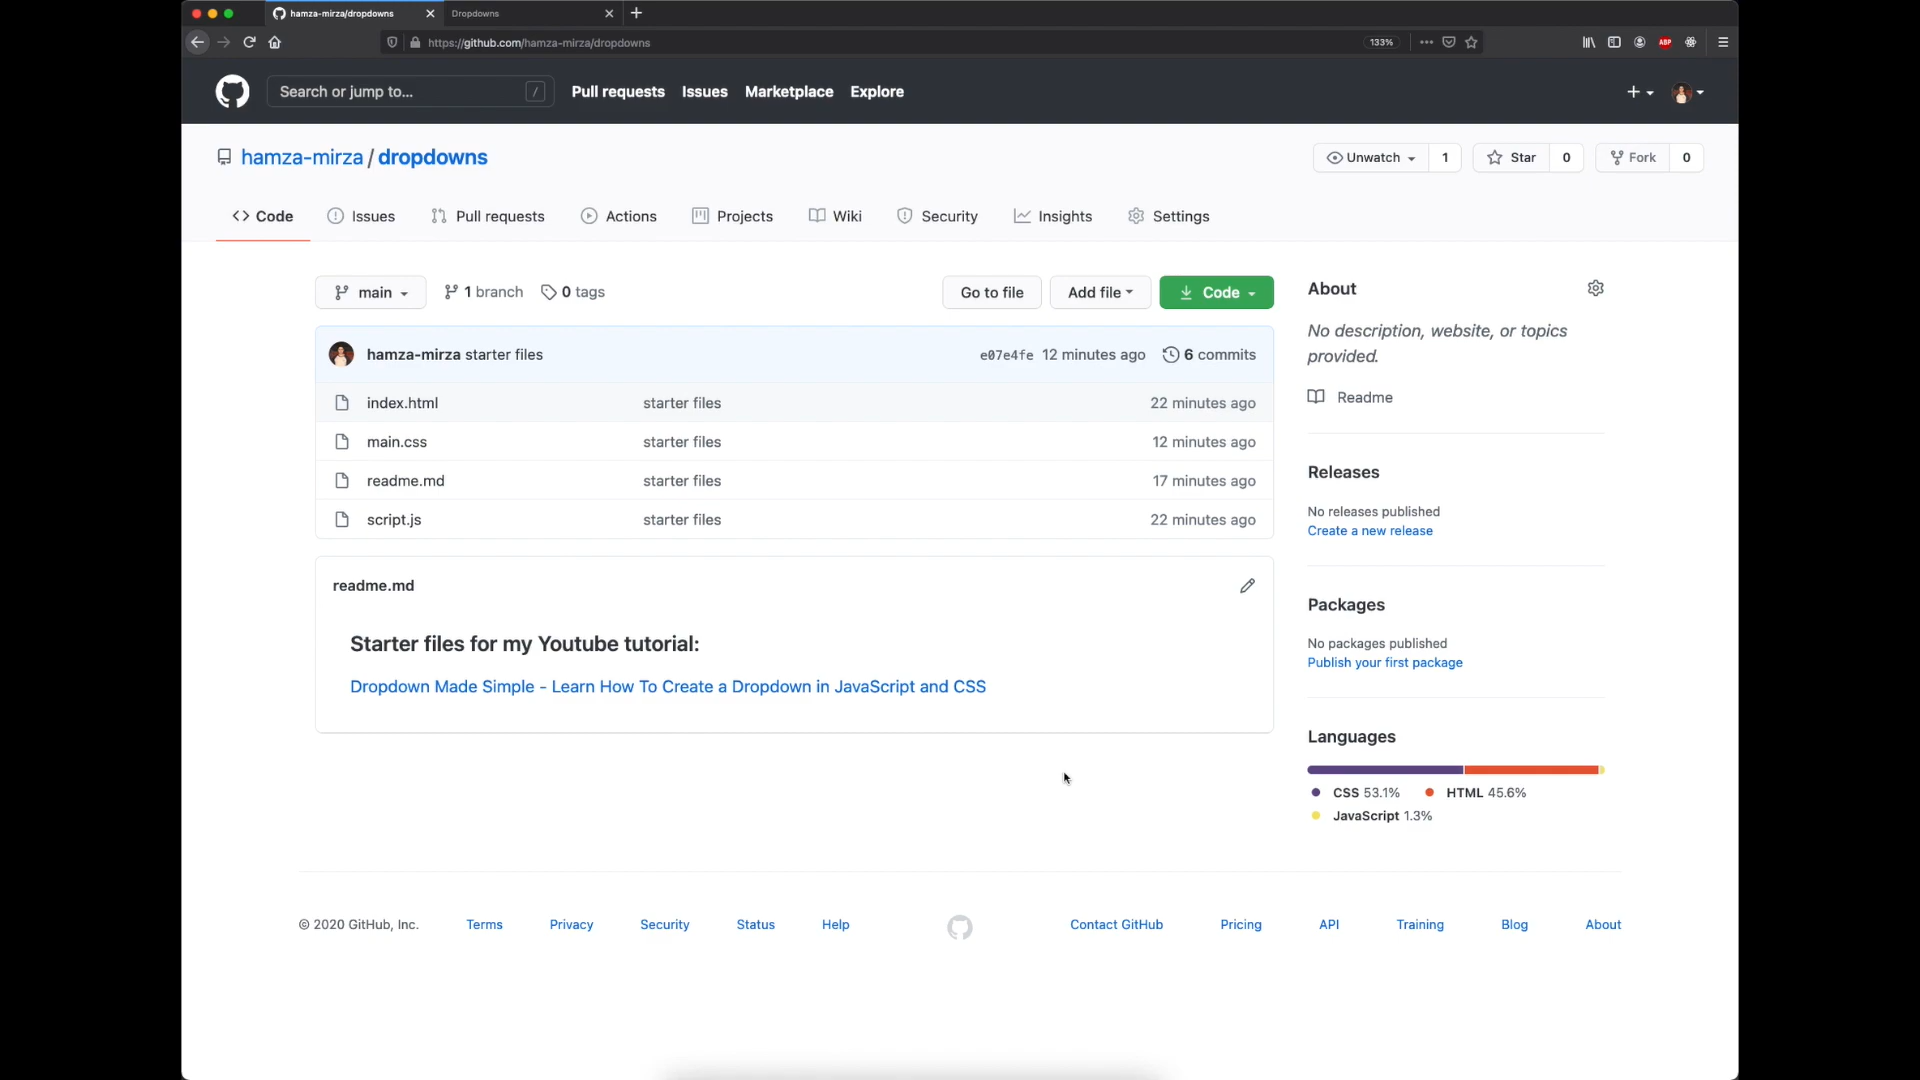 hamza-mirza/dropdowns
Dropdowns
https://github.com/hamza-mirza/dropdowns
133%
ABP
Search or jump to...
/
Pull requests
Issues
Marketplace
Explore
hamza-mirza / dropdowns
Unwatch
1
Star
0
Fork
0
Code
Issues
Pull requests
Actions
Projects
Wiki
Security
Insights
Settings
main
1 branch
0 tags
Go to file
Add file
Code
hamza-mirza starter files
e07e4fe 12 minutes ago
6 commits
index.html
starter files
22 minutes ago
main.css
starter files
12 minutes ago
readme.md
starter files
17 minutes ago
script.js
starter files
22 minutes ago
readme.md
Starter files for my Youtube tutorial:
Dropdown Made Simple - Learn How To Create a Dropdown in JavaScript and CSS
About
No description, website, or topics
provided.
Readme
Releases
No releases published
Create a new release
Packages
No packages published
Publish your first package
Languages
CSS 53.1%
HTML 45.6%
JavaScript 1.3%
© 2020 GitHub, Inc.
Terms
Privacy
Security
Status
Help
Contact GitHub
Pricing
API
Training
Blog
About